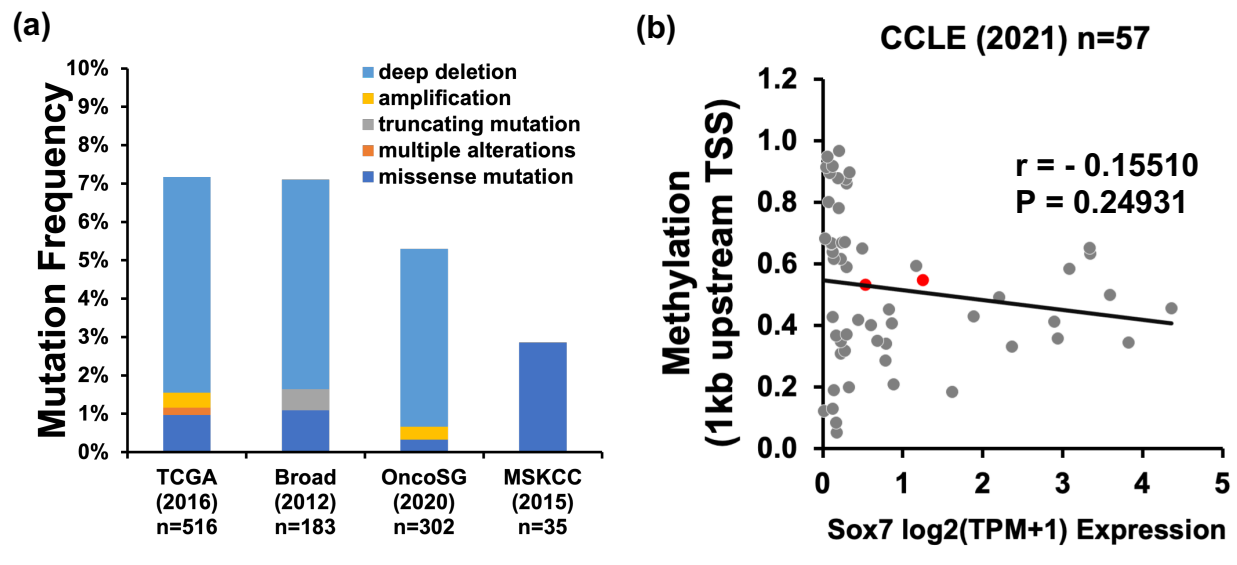 (a)
Mutation Frequency
10%
9%
8%
7%
6%
5%
4%
3%
2%
1%
0%
deep deletion
amplification
truncating mutation
multiple alterations
missense mutation
TCGA
(2016)
n=516
Broad
(2012)
n=183
OncoSG
(2020)
n=302
MSKCC
(2015)
n=35
(b)
CCLE (2021) n=57
Methylation
(1kb upstream TSS)
1.2
1.0
0.8
0.6
0.4
0.2
0.0
r = - 0.15510
P = 0.24931
0 1 2 3 4 5
Sox7 log2(TPM+1) Expression